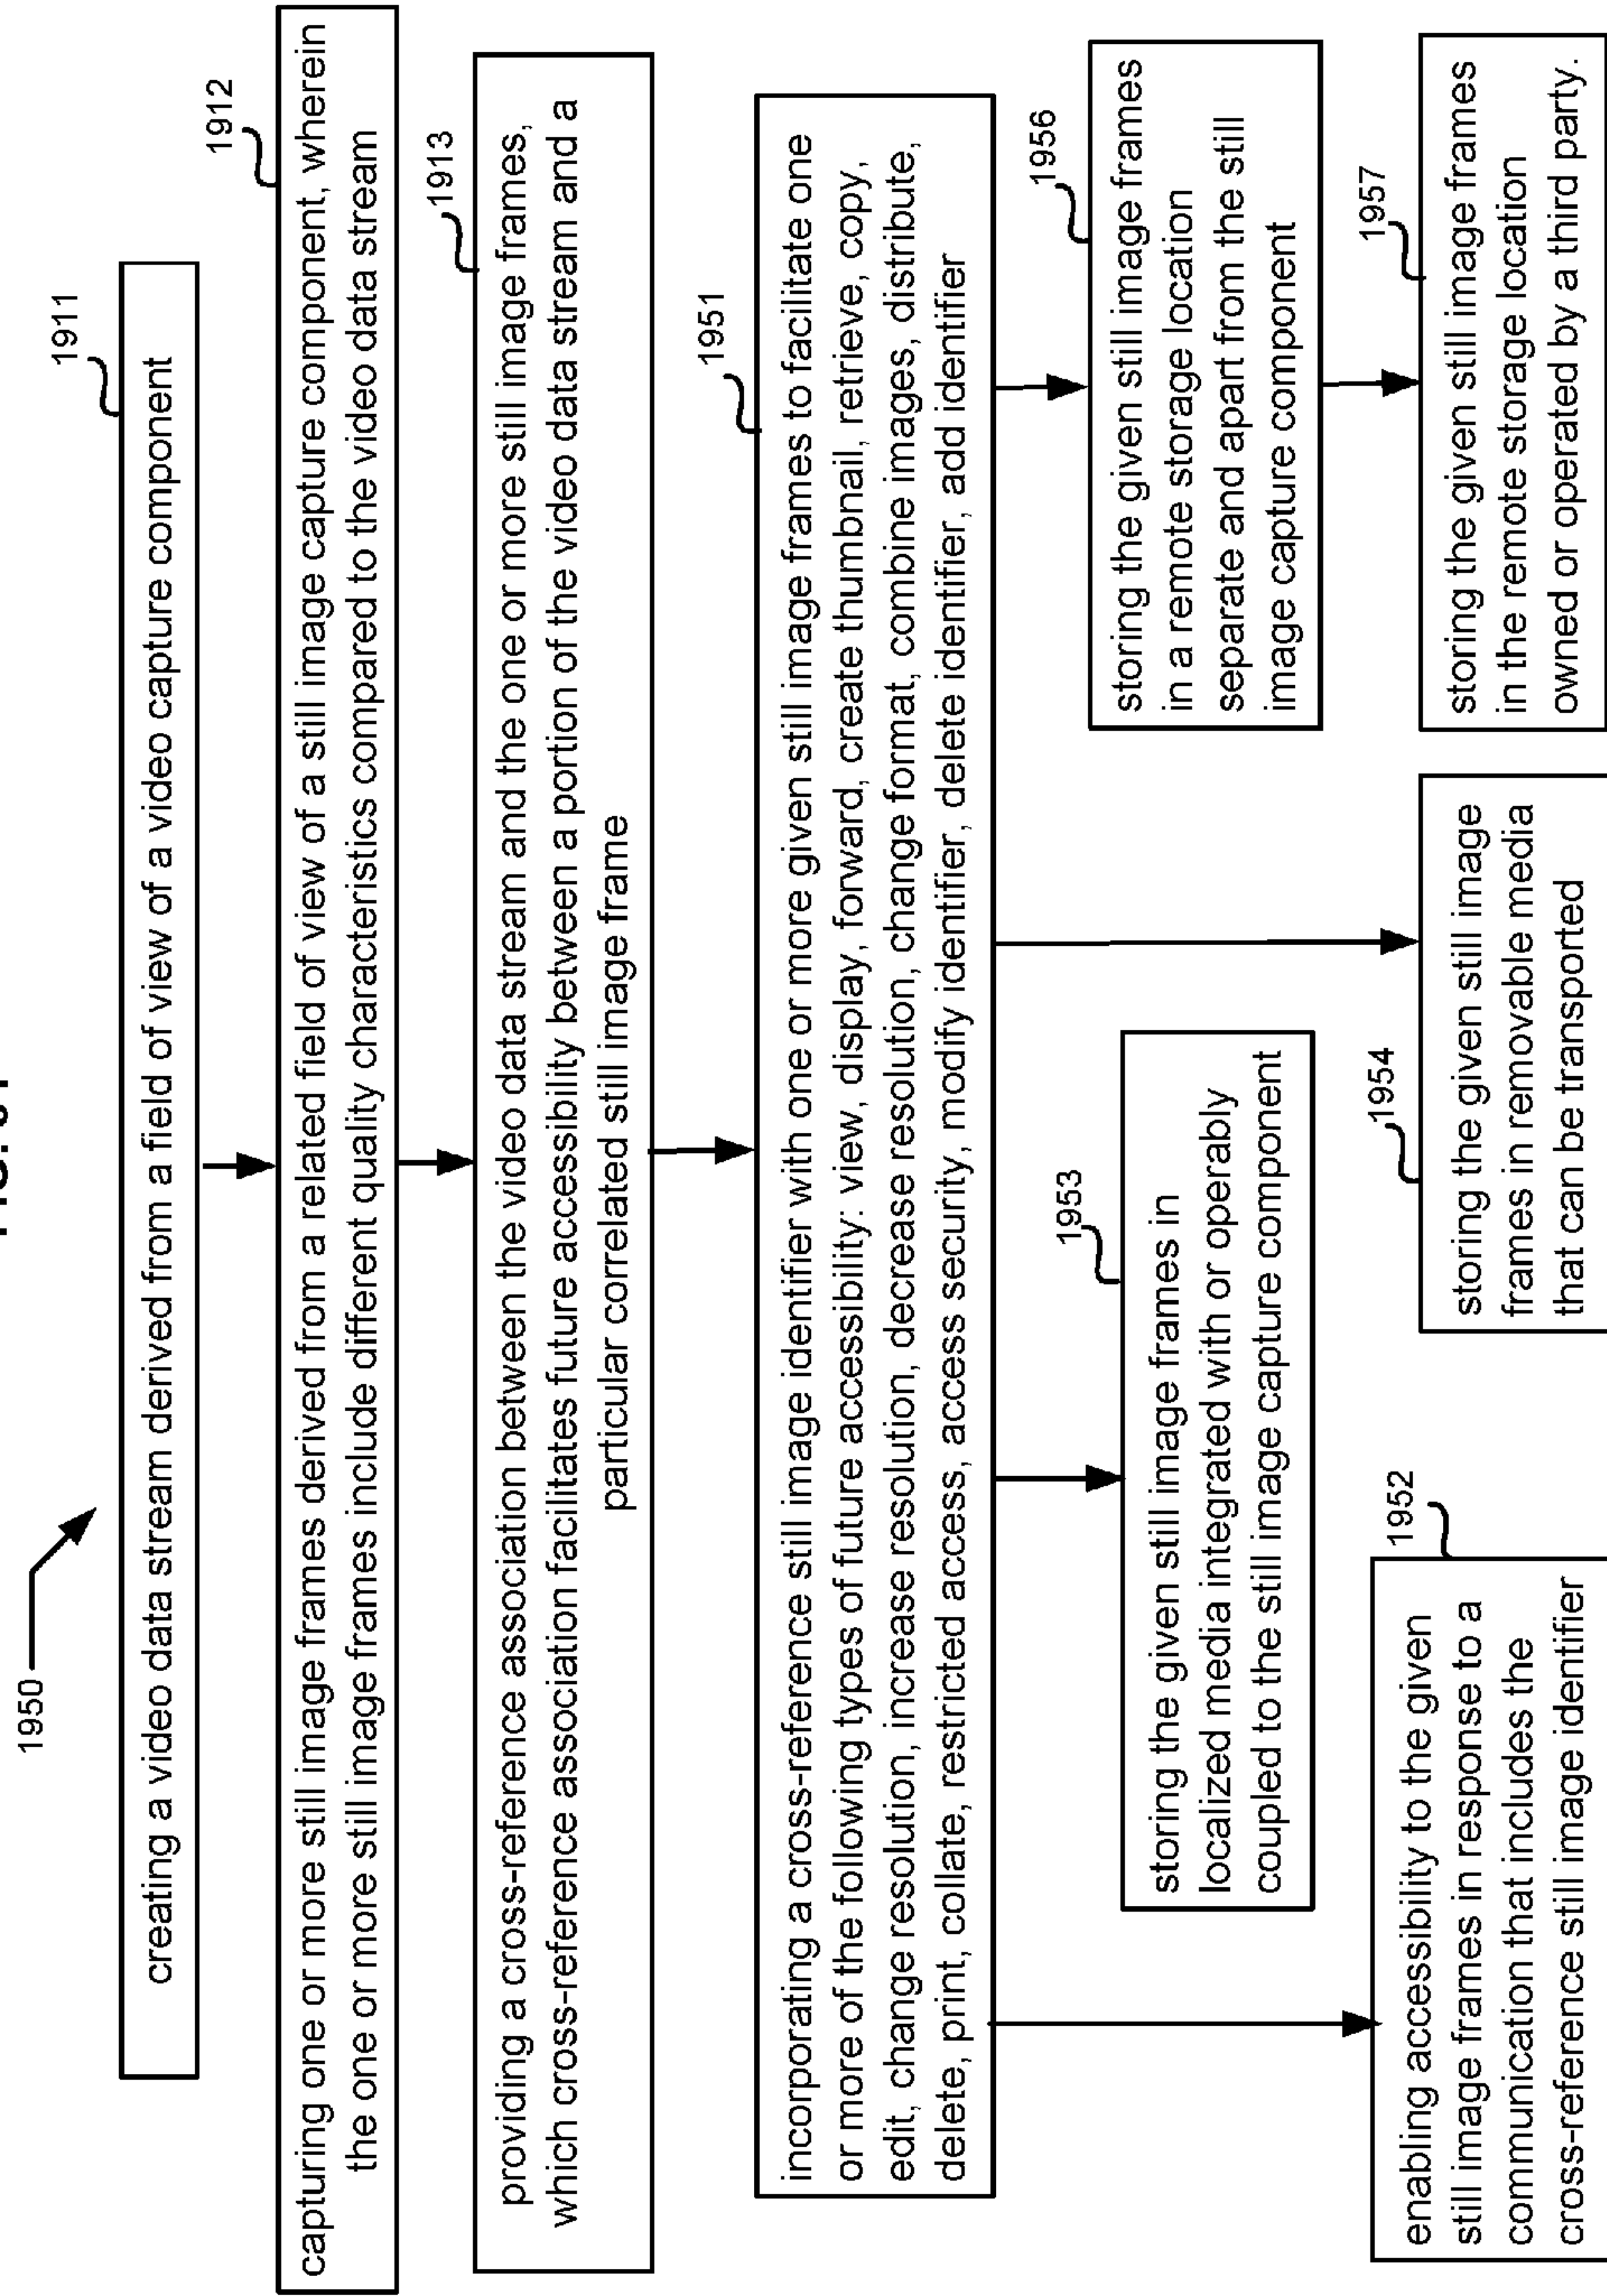 1950
1911
creating a video data stream derived from a field of view of a video capture component
1912
capturing one or more still image frames derived from a related field of view of a still image capture component, wherein
the one or more still image frames include different quality characteristics compared to the video data stream
1913
providing a cross-reference association between the video data stream and the one or more still image frames,
which cross-reference association facilitates future accessibility between a portion of the video data stream and a
particular correlated still image frame
1951
incorporating a cross-reference still image identifier with one or more given still image frames to facilitate one
or more of the following types of future accessibility: view, display, forward, create thumbnail, retrieve, copy,
edit, change resolution, increase resolution, decrease resolution, change format, combine images, distribute,
delete, print, collate, restricted access, access security, modify identifier, delete identifier, add identifier
1952
enabling accessibility to the given
still image frames in response to a
communication that includes the
cross-reference still image identifier
1953
storing the given still image frames in
localized media integrated with or operably
coupled to the still image capture component
1954
storing the given still image
frames in removable media
that can be transported
1956
storing the given still image frames
in a remote storage location
separate and apart from the still
image capture component
1957
storing the given still image frames
in the remote storage location
owned or operated by a third party.